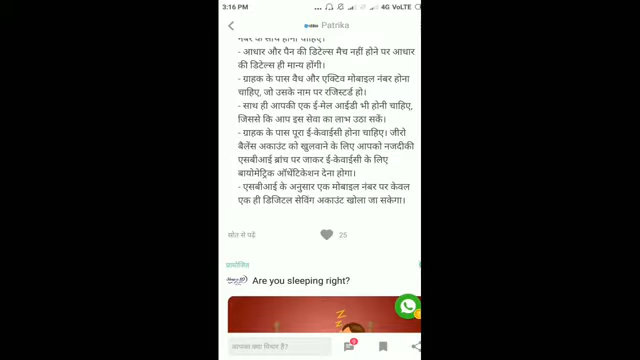 3:16 PM ... 4G VoLTE
Patrika
नंबर के साथ होना चाहिए।
- आधार और पैन की डिटेल्स मैच नहीं होने पर आधार
की डिटेल्स ही मान्य होंगी।
- ग्राहक के पास वैध और एक्टिव मोबाइल नंबर होना
चाहिए, जो उसके नाम पर रजिस्टर्ड हो।
- साथ ही आपकी एक ई-मेल आईडी भी होनी चाहिए,
जिससे कि आप इस सेवा का लाभ उठा सकें।
- ग्राहक के पास पूरा ई-केवाईसी होना चाहिए। जीरो
बैलेंस अकाउंट को खुलवाने के लिए आपको नजदीकी
एसबीआई ब्रांच पर जाकर ई-केवाईसी के लिए
बायोमेट्रिक ऑथेंटिकेशन देना होगा।
- एसबीआई के अनुसार एक मोबाइल नंबर पर केवल
एक ही डिजिटल सेविंग अकाउंट खोला जा सकेगा।
स्रोत से पढ़ें 25
प्रायोजित
Are you sleeping right?
z
z
आपका क्या विचार है?